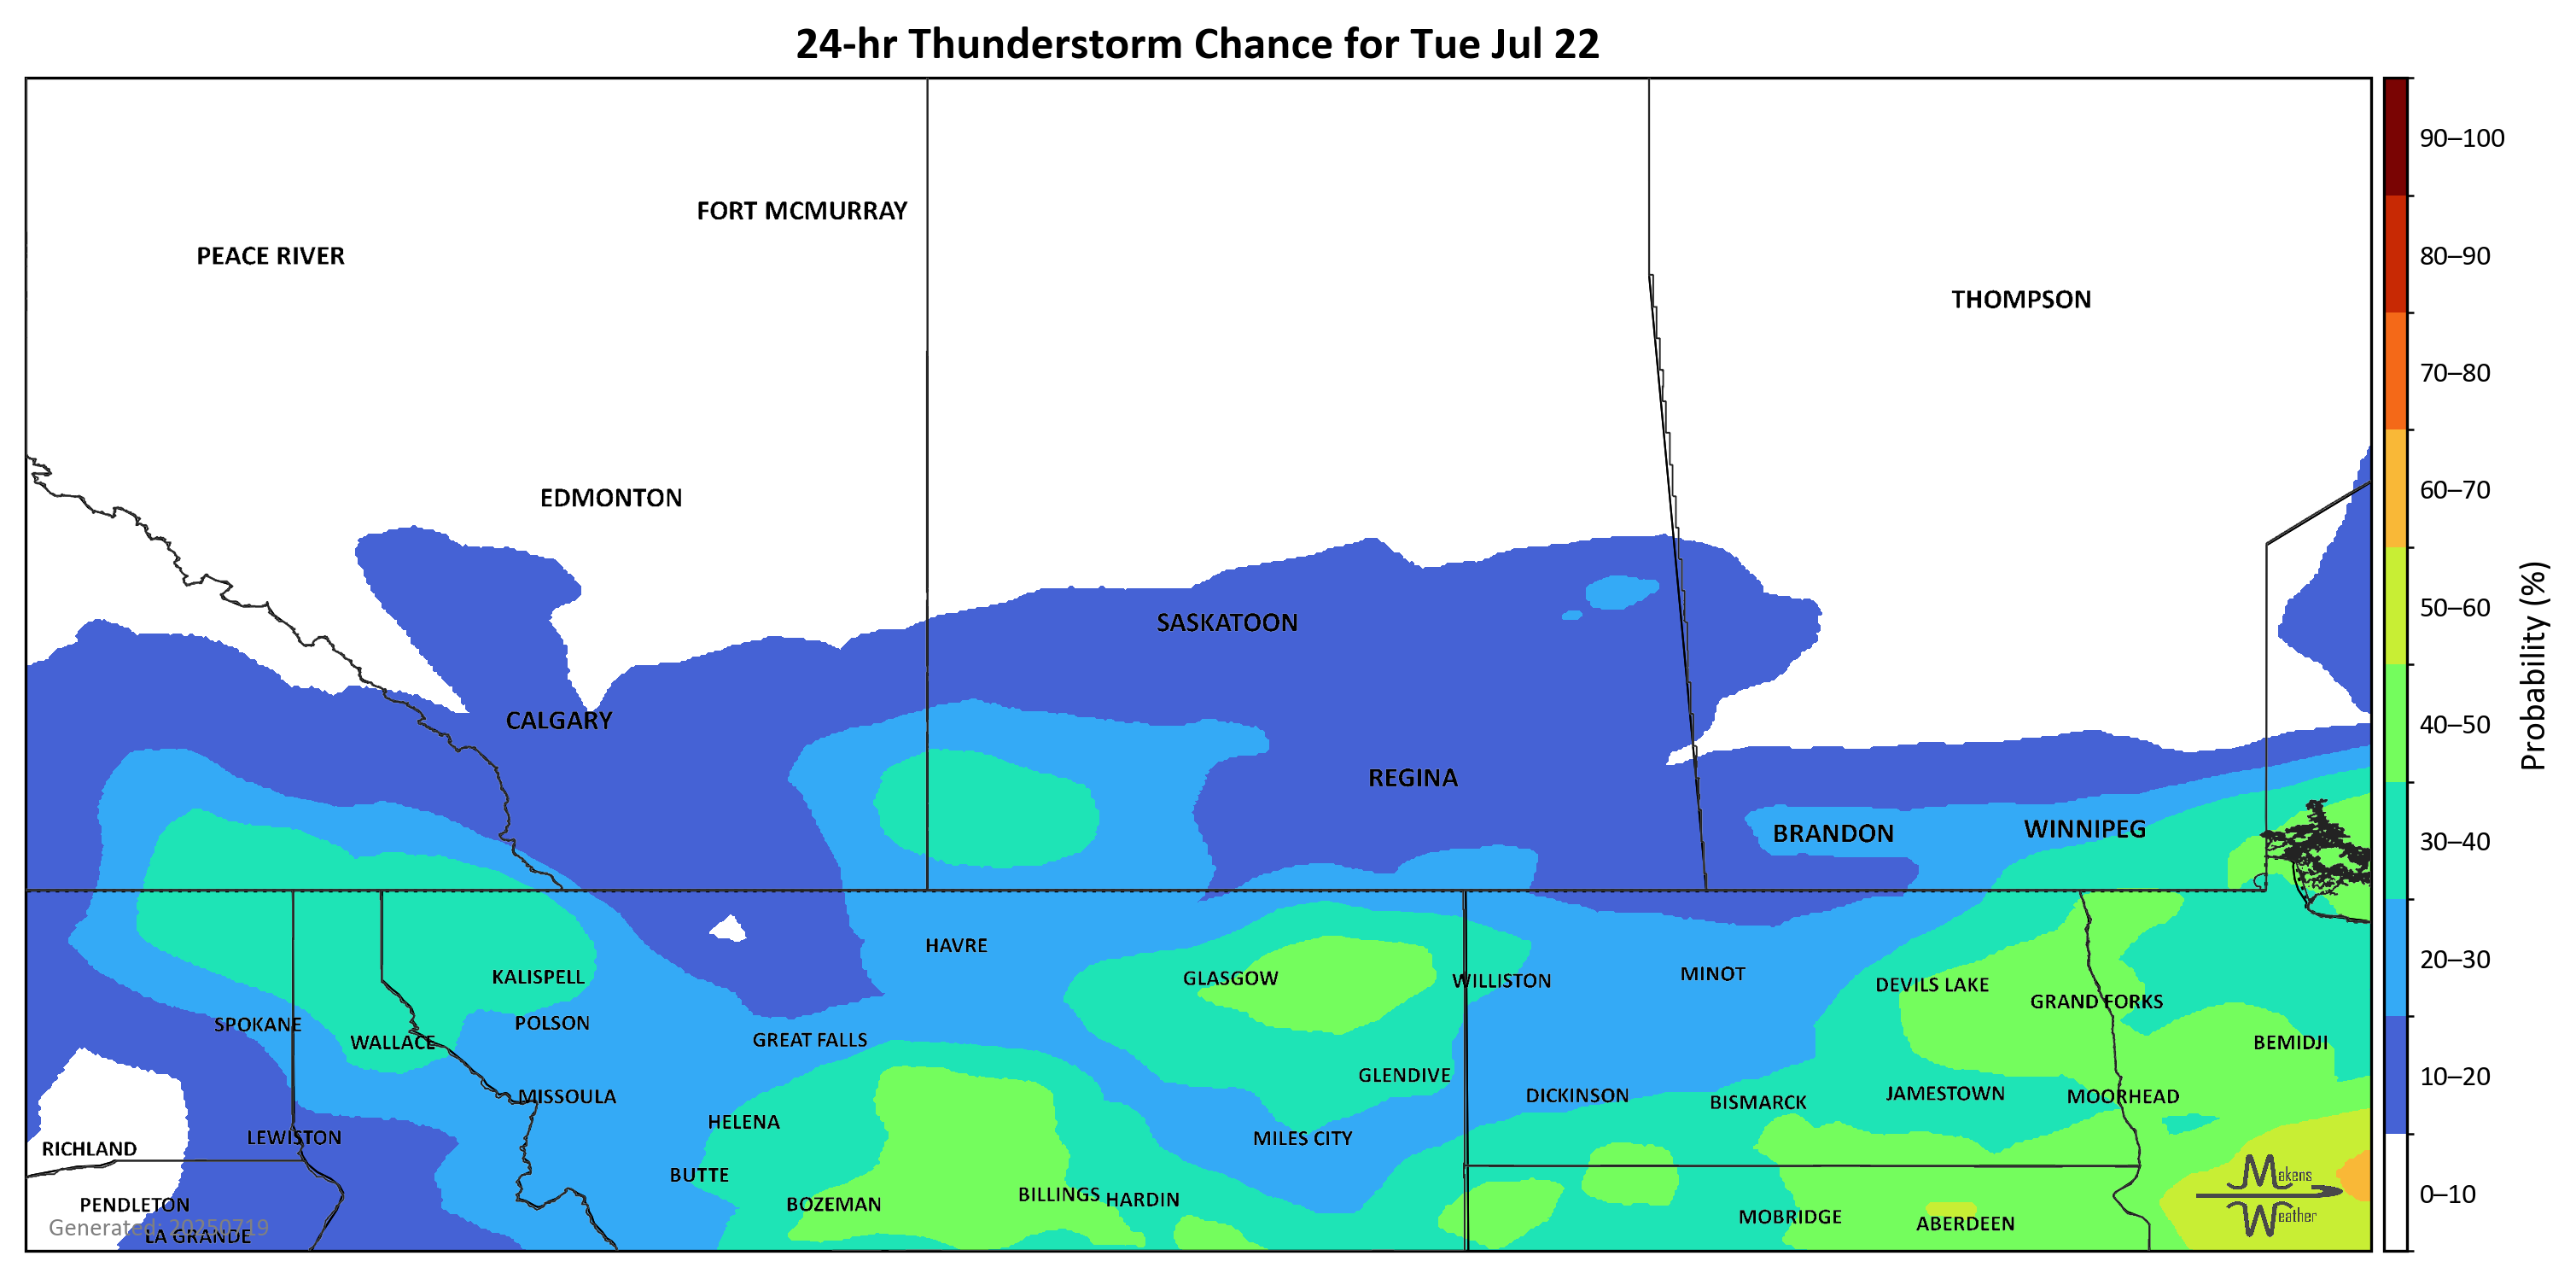 24-hr Thunderstorm Chance for Tue Jul 22
90–100
FORT MCMURRAY
PEACE RIVER
80–90
THOMPSON
70–80
60–70
EDMONTON
50–60
SASKATOON
Probability (%)
CALGARY
40–50
REGINA
BRANDON
WINNIPEG
30–40
HAVRE
20–30
KALISPELL
GLASGOW
WILLISTON
MINOT
DEVILS LAKE
GRAND FORKS
SPOKANE
POLSON
WALLACE
GREAT FALLS
BEMIDJI
GLENDIVE
10–20
MISSOULA
DICKINSON
BISMARCK
JAMESTOWN
MOORHEAD
HELENA
LEWISTON
MILES CITY
RICHLAND
BUTTE
Makens
Weather
0–10
PENDLETON
BOZEMAN
BILLINGS
HARDIN
MOBRIDGE
ABERDEEN
Generated: 20250719
LA GRANDE